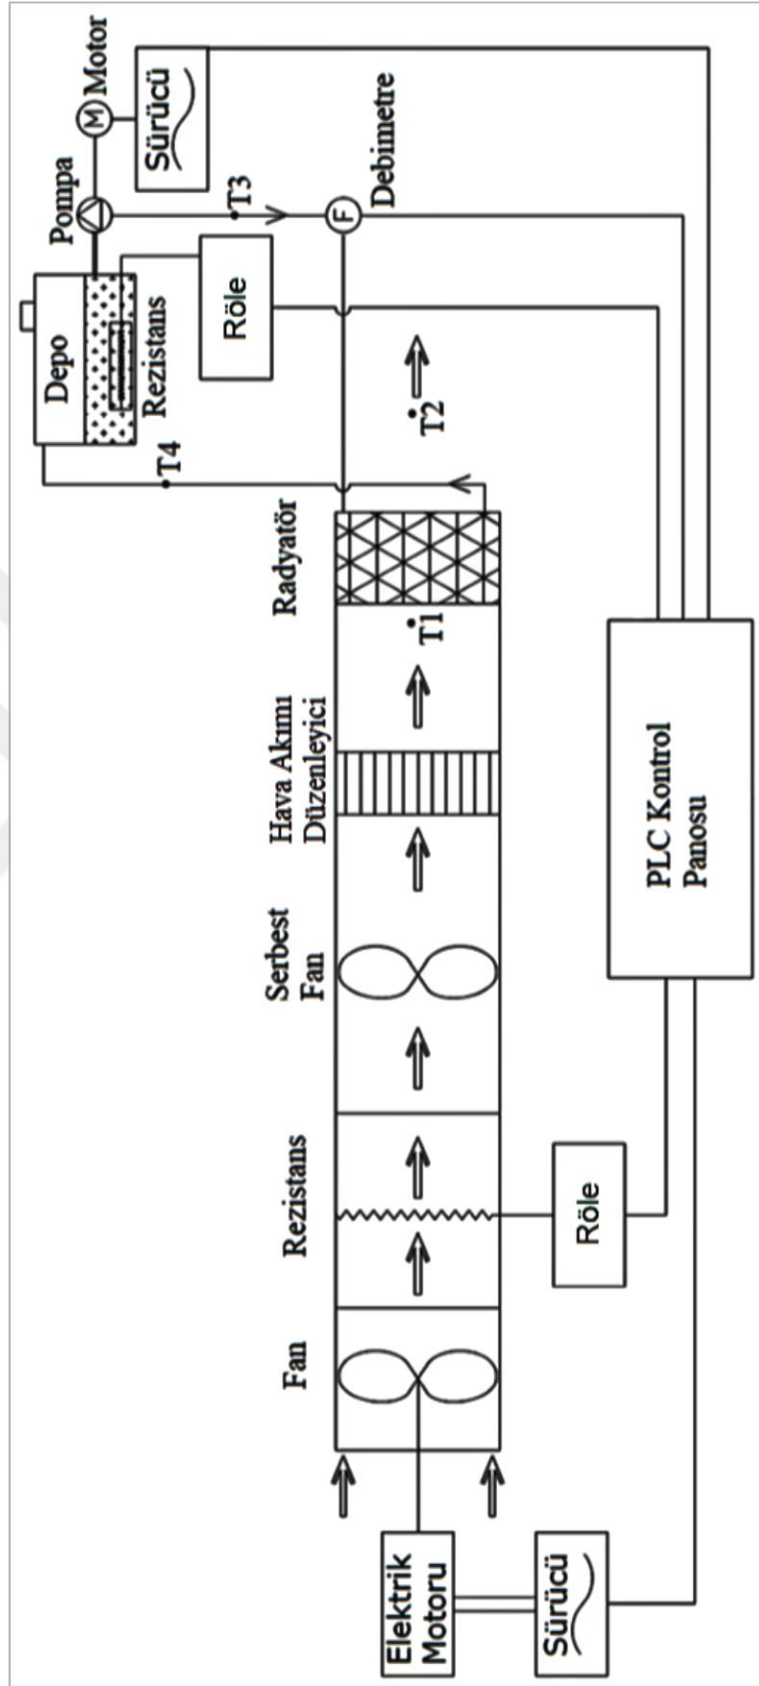 Depo
Pompa
M
Motor
Sürücü
Rezistans
Röle
T3
F
Debimetre
T4
Fan
Rezistans
Serbest
Fan
Hava Akımı
Düzenleyici
Radyatör
T1
T2
Elektrik
Motoru
Sürücü
Röle
PLC Kontrol
Panosu